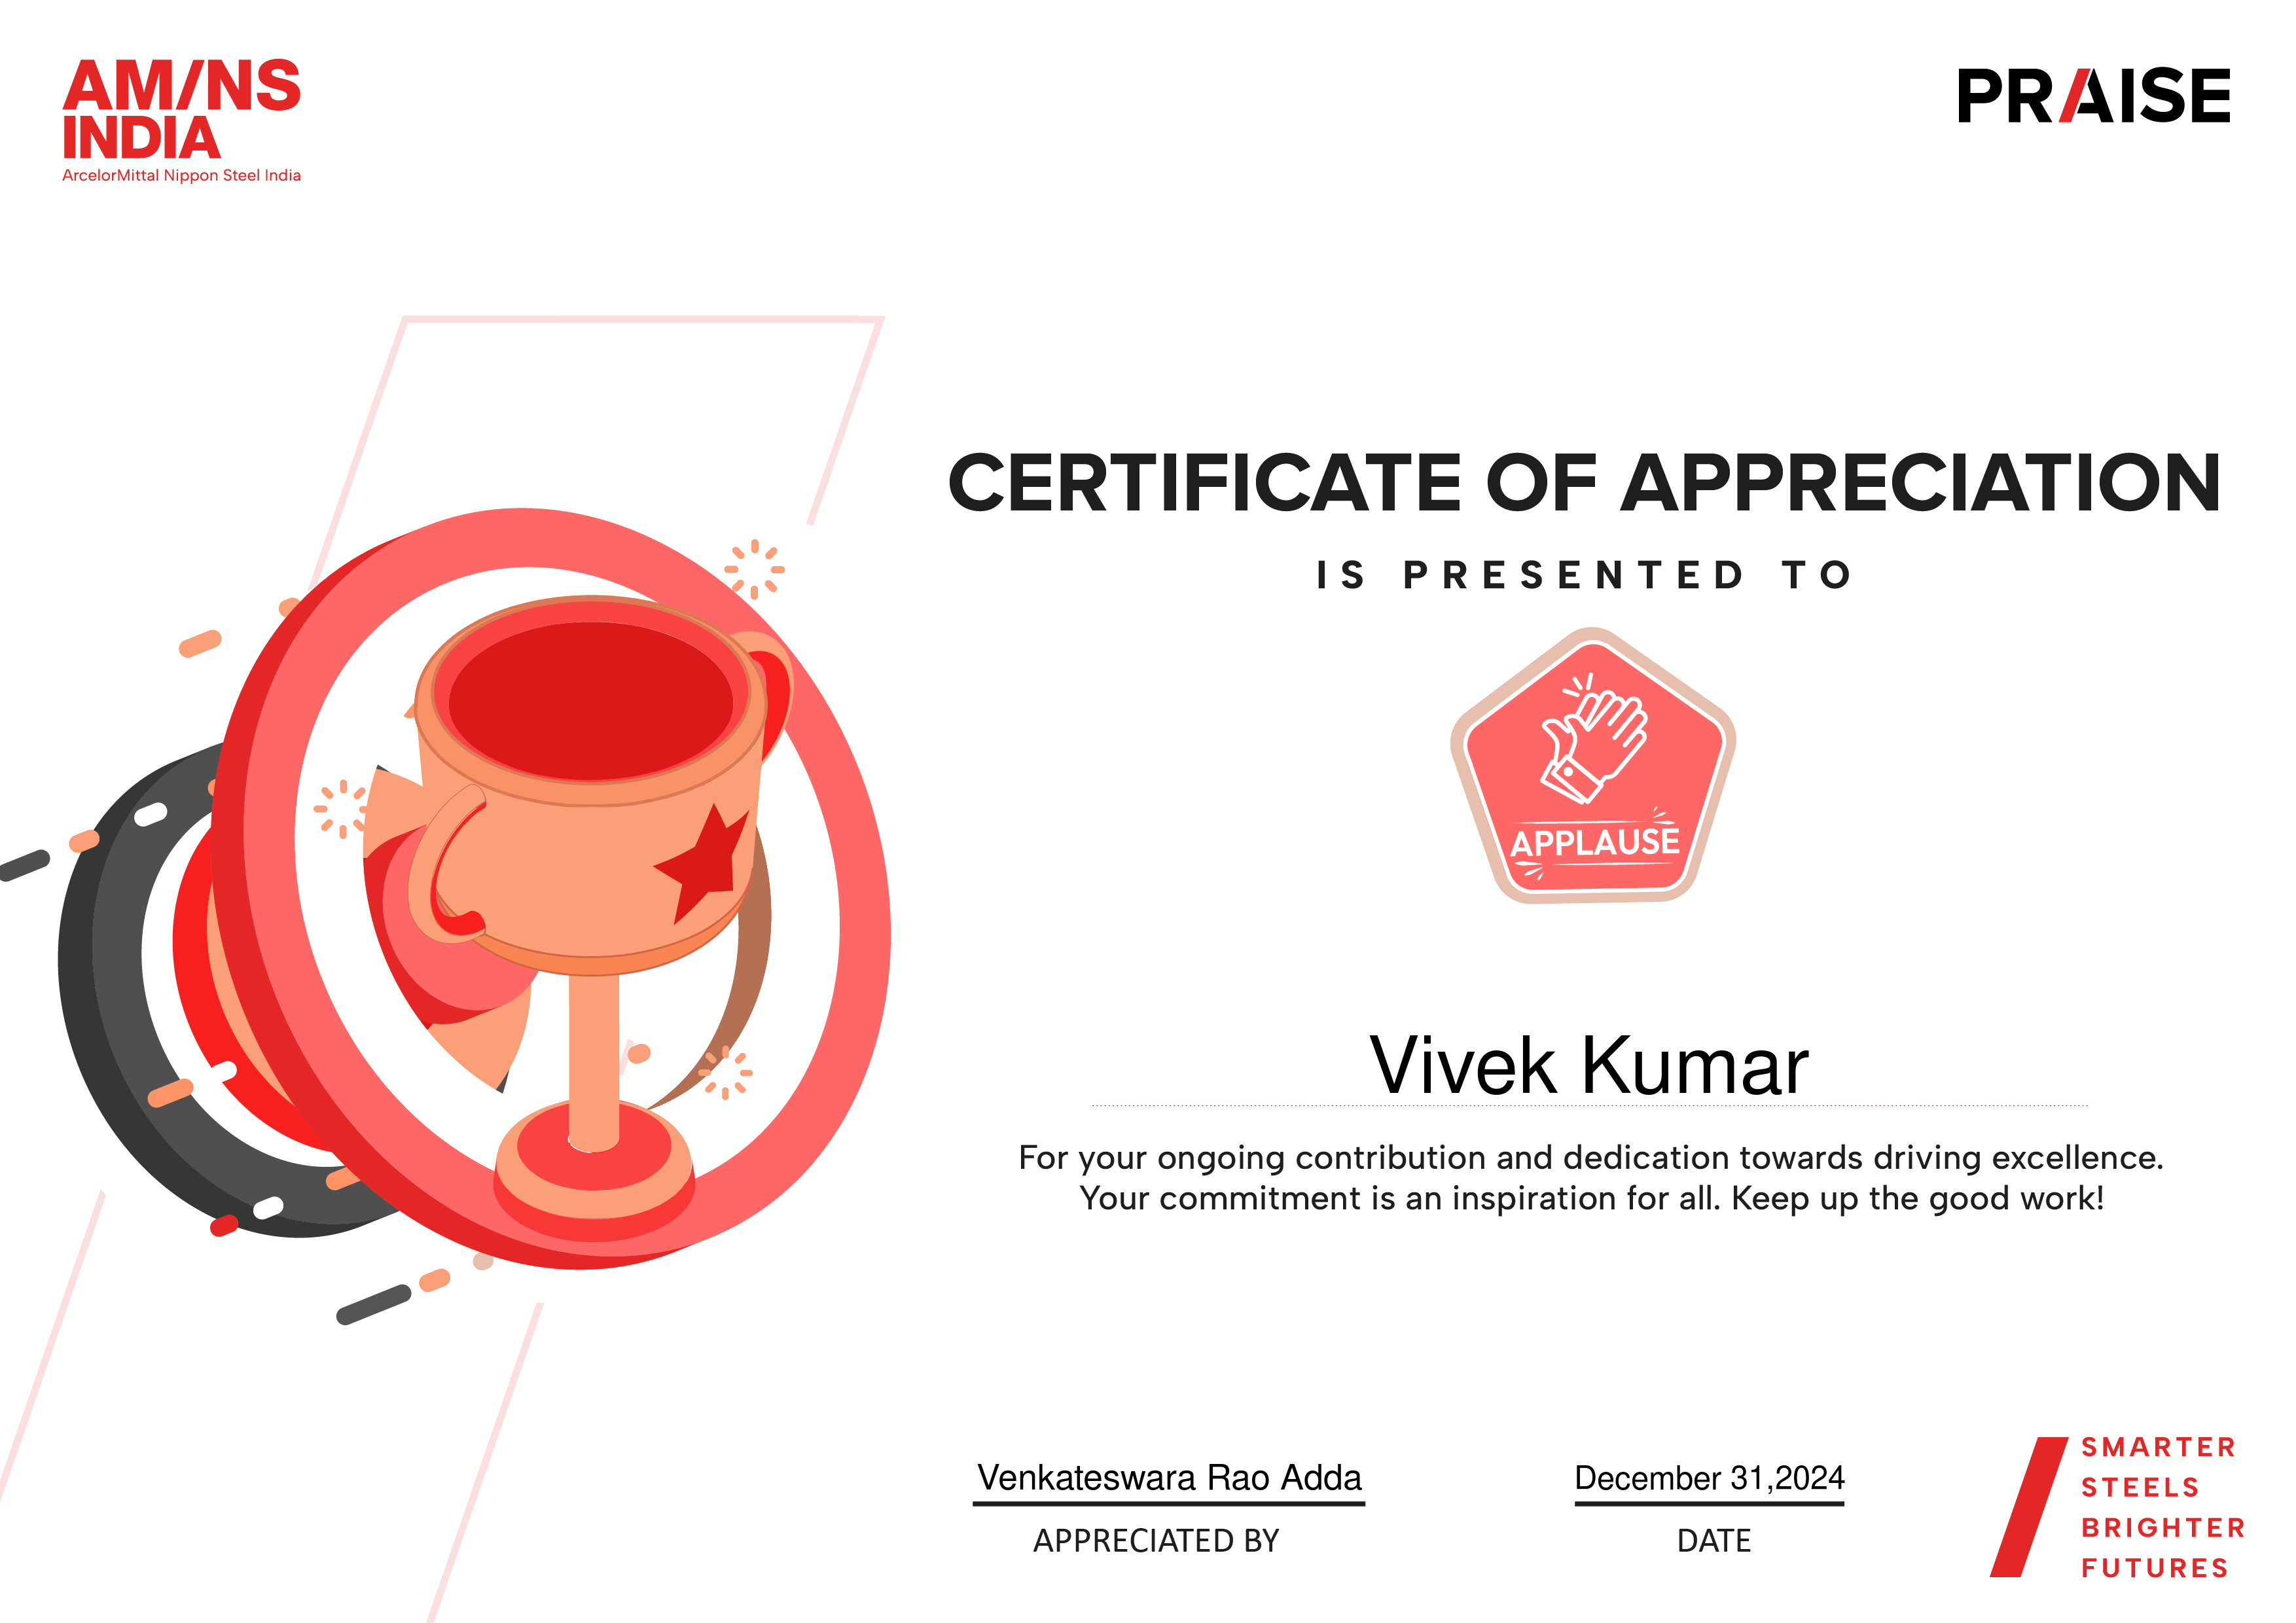 AM/NS
INDIA
ArcelorMittal Nippon Steel India
PRAISE
CERTIFICATE OF APPRECIATION
IS PRESENTED TO
APPLAUSE
Vivek Kumar
For your ongoing contribution and dedication towards driving excellence.
Your commitment is an inspiration for all. Keep up the good work!
Venkateswara Rao Adda
APPRECIATED BY
December 31,2024
DATE
SMARTER
STEELS
BRIGHTER
FUTURES